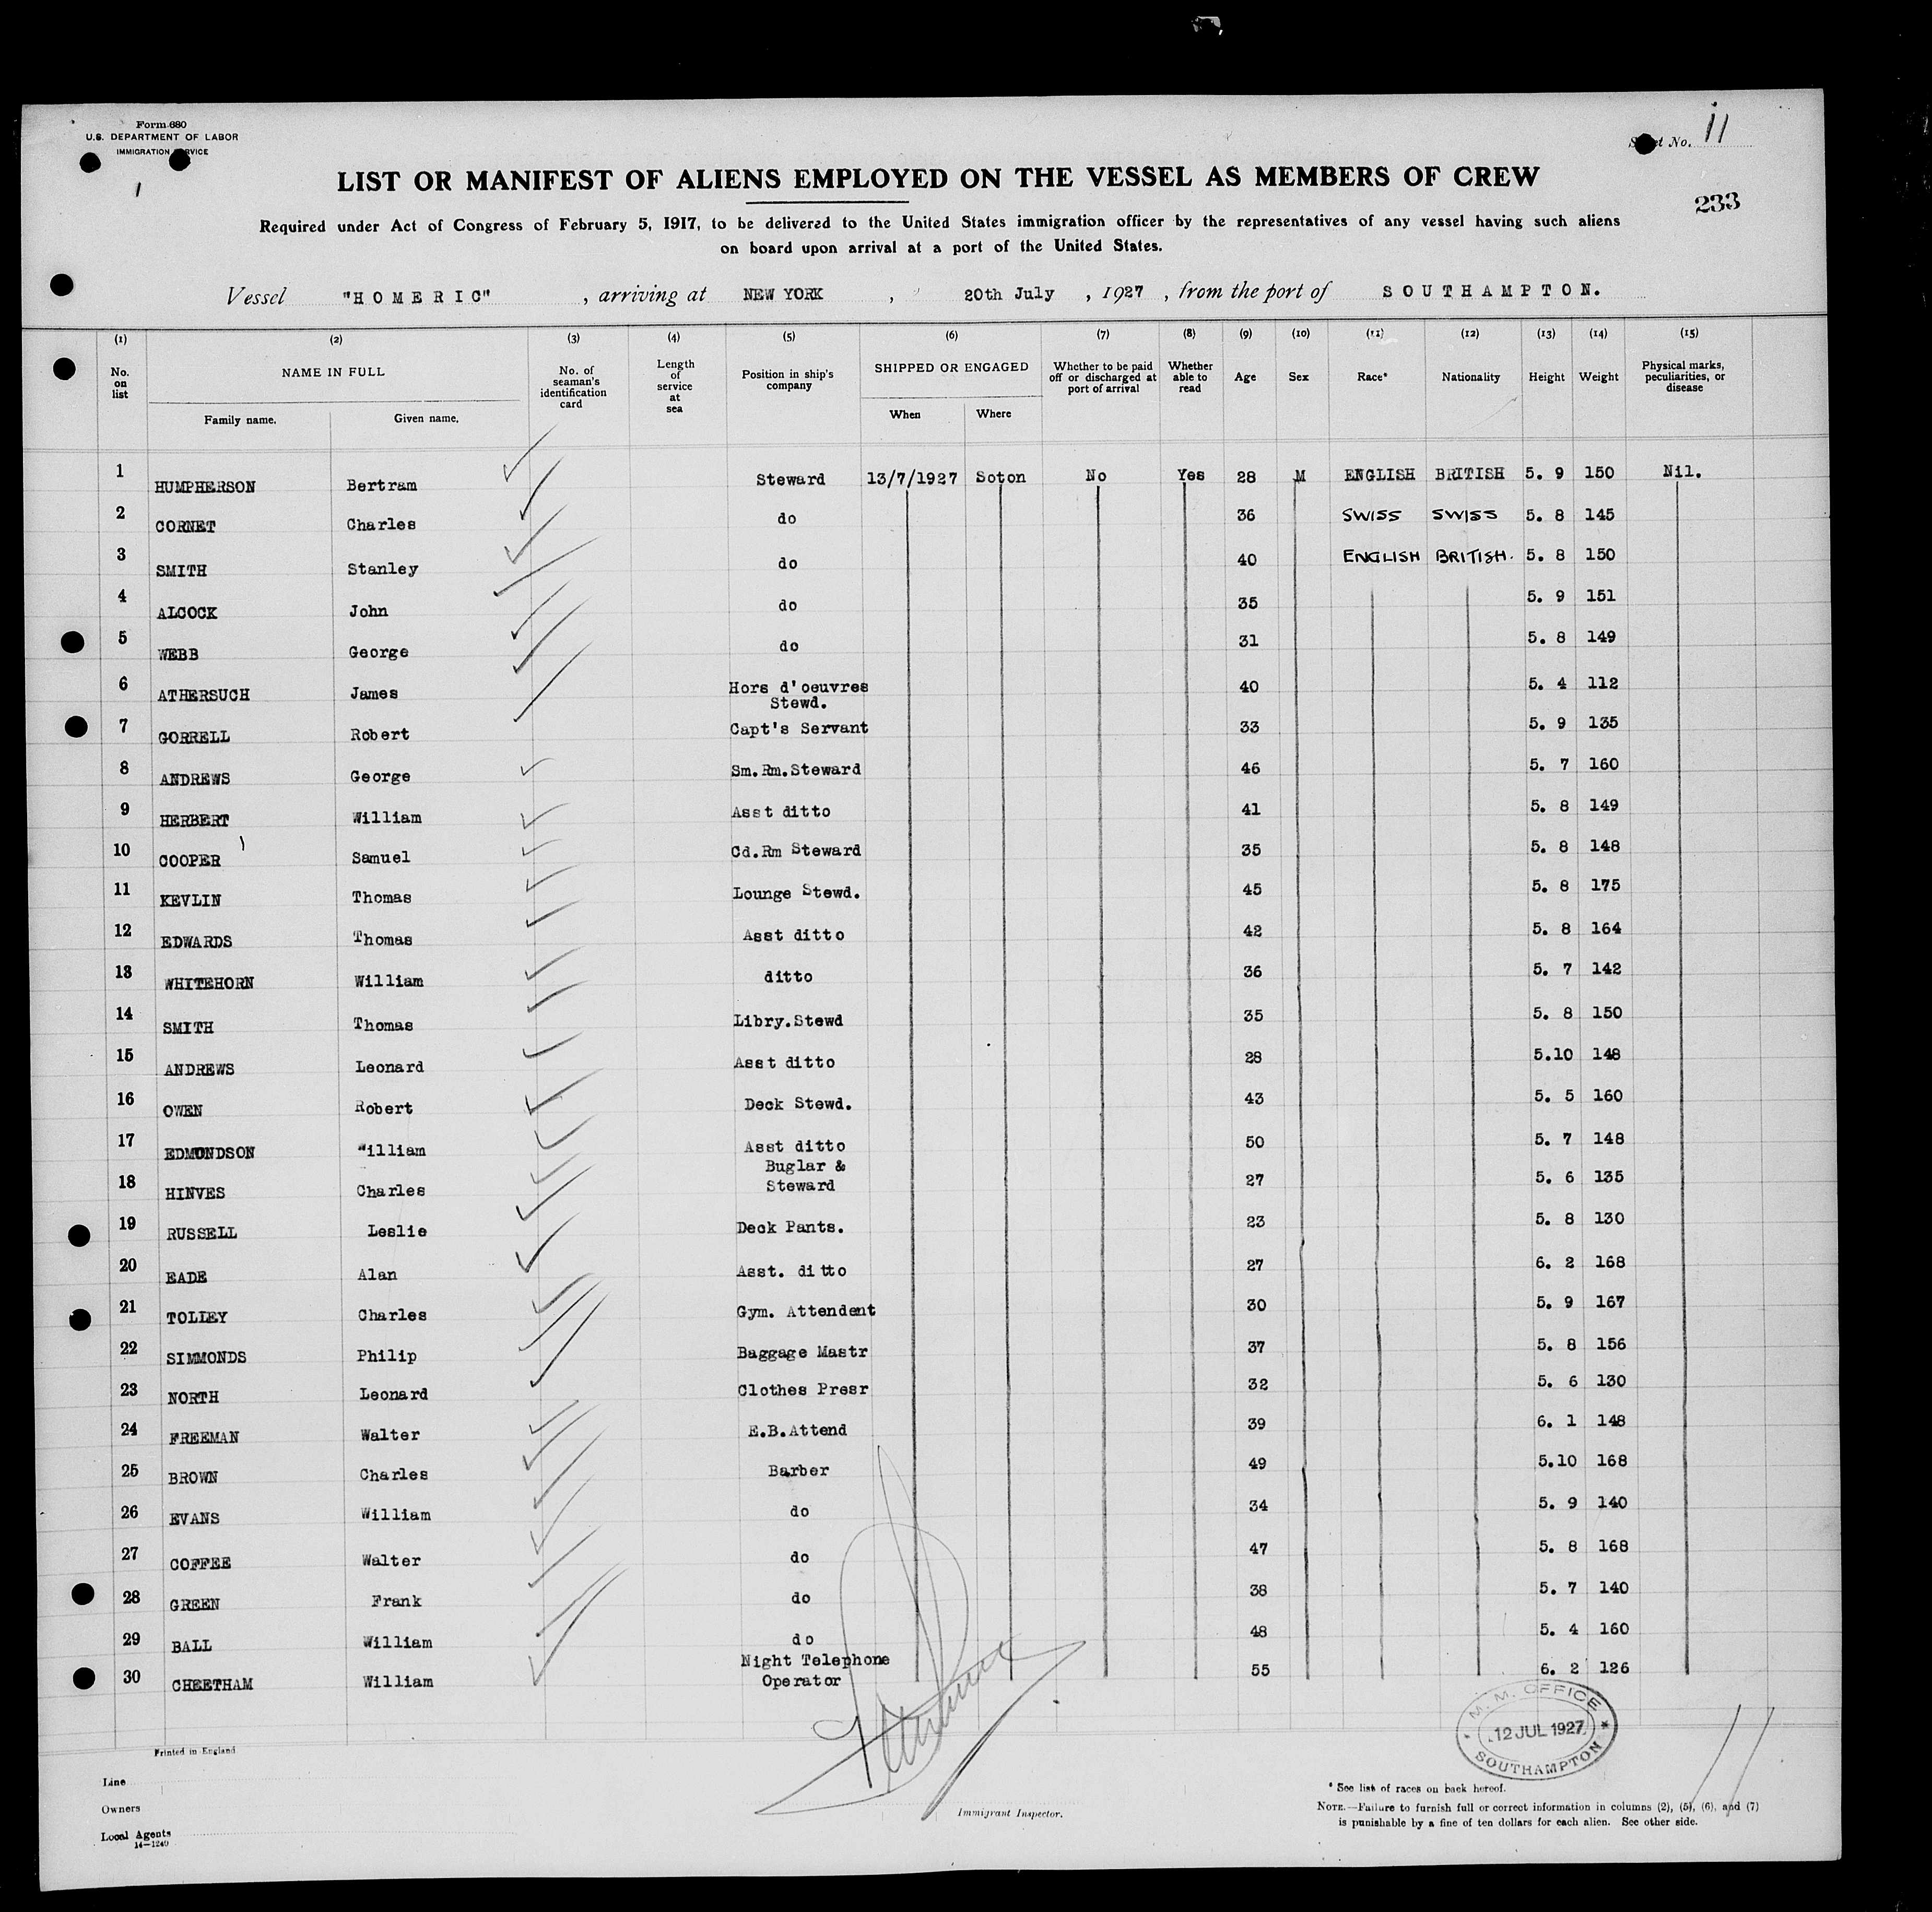 Form 680
U.S. DEPARTMENT OF LABOR
IMMIGRATION SERVICE
Sheet No. 11
1
LIST OR MANIFEST OF ALIENS EMPLOYED ON THE VESSEL AS MEMBERS OF CREW
233
Required under Act of Congress of February 5, 1917, to be delivered to the United States immigration officer by the representatives of any vessel having such aliens
on board upon arrival at a port of the United States.
Vessel "HOMERIC" , arriving at NEW YORK , 20th July , 1927 , from the port of SOUTHAMPTON.
(1) (2) (3) (4) (5) (6) (7) (8) (9) (10) (11) (12) (13) (14) (15)
No. on list NAME IN FULL Family name. Given name. No. of seaman's identification card Length of service at sea Position in ship's company SHIPPED OR ENGAGED When Where Whether to be paid off or discharged at port of arrival Whether able to read Age Sex Race* Nationality Height Weight Physical marks, peculiarities, or disease
1 HUMPHERSON Bertram Steward 13/7/1927 Soton No Yes 28 M ENGLISH BRITISH 5. 9 150 Nil.
2 CORNET Charles do 36 SWISS SWISS 5. 8 145
3 SMITH Stanley do 40 ENGLISH BRITISH. 5. 8 150
4 ALCOCK John do 35 5. 9 151
5 WEBB George do 31 5. 8 149
6 ATHERSUCH James Hors d'oeuvres Stewd. 40 5. 4 112
7 GORRELL Robert Capt's Servant 33 5. 9 135
8 ANDREWS George Sm.Rm.Steward 46 5. 7 160
9 HERBERT William Asst ditto 41 5. 8 149
10 COOPER Samuel Cd.Rm Steward 35 5. 8 148
11 KEVLIN Thomas Lounge Stewd. 45 5. 8 175
12 EDWARDS Thomas Asst ditto 42 5. 8 164
13 WHITEHORN William ditto 36 5. 7 142
14 SMITH Thomas Libry.Stewd 35 5. 8 150
15 ANDREWS Leonard Asst ditto 28 5.10 148
16 OWEN Robert Deck Stewd. 43 5. 5 160
17 EDMONDSON William Asst ditto 50 5. 7 148
18 HINVES Charles Buglar & Steward 27 5. 6 135
19 RUSSELL Leslie Deck Pants. 23 5. 8 130
20 EADE Alan Asst. ditto 27 6. 2 168
21 TOLLEY Charles Gym. Attendent 30 5. 9 167
22 SIMMONDS Philip Baggage Mastr 37 5. 8 156
23 NORTH Leonard Clothes Presr 32 5. 6 130
24 FREEMAN Walter E.B.Attend 39 6. 1 148
25 BROWN Charles Barber 49 5.10 168
26 EVANS William do 34 5. 9 140
27 COFFEE Walter do 47 5. 8 168
28 GREEN Frank do 38 5. 7 140
29 BALL William do 48 5. 4 160
30 CHEETHAM William Night Telephone Operator 55 6. 2 126
M.M. OFFICE
12 JUL 1927
SOUTHAMPTON
Printed in England
Line
Owners
Local Agents
14—1240
Immigrant Inspector.
* See list of races on back hereof.
NOTE.—Failure to furnish full or correct information in columns (2), (5), (6), and (7)
is punishable by a fine of ten dollars for each alien. See other side.